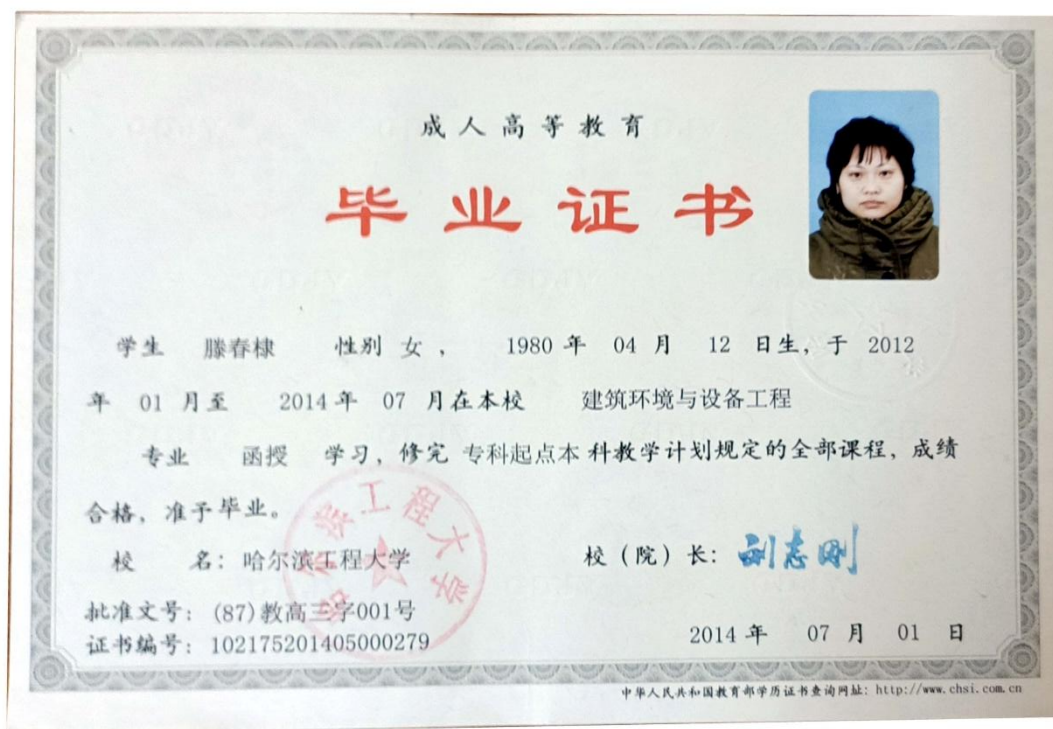 成人高等教育
毕业证书
学生 滕春棣 性别 女， 1980 年 04 月 12 日生，于 2012
年 01 月至 2014 年 07 月在本校 建筑环境与设备工程
专业 函授 学习，修完 专科起点本 科教学计划规定的全部课程，成绩
合格，准予毕业。
校 名：哈尔滨工程大学
校（院）长：刘志刚
批准文号：(87)教高三字001号
证书编号：102175201405000279
2014 年 07 月 01 日
哈尔滨工程大学
中华人民共和国教育部学历证书查询网址：http://www.chsi.com.cn